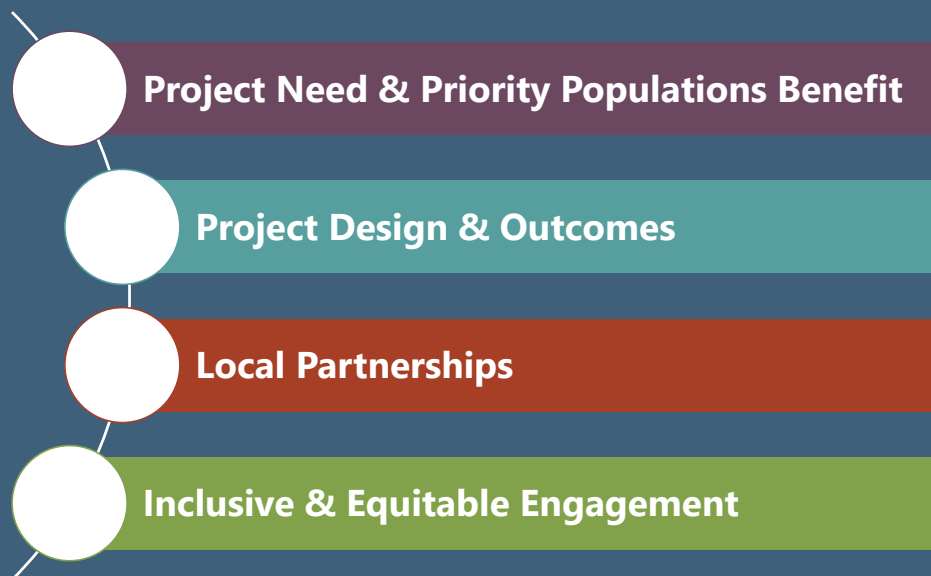 Project Need & Priority Populations Benefit
Project Design & Outcomes
Local Partnerships
Inclusive & Equitable Engagement